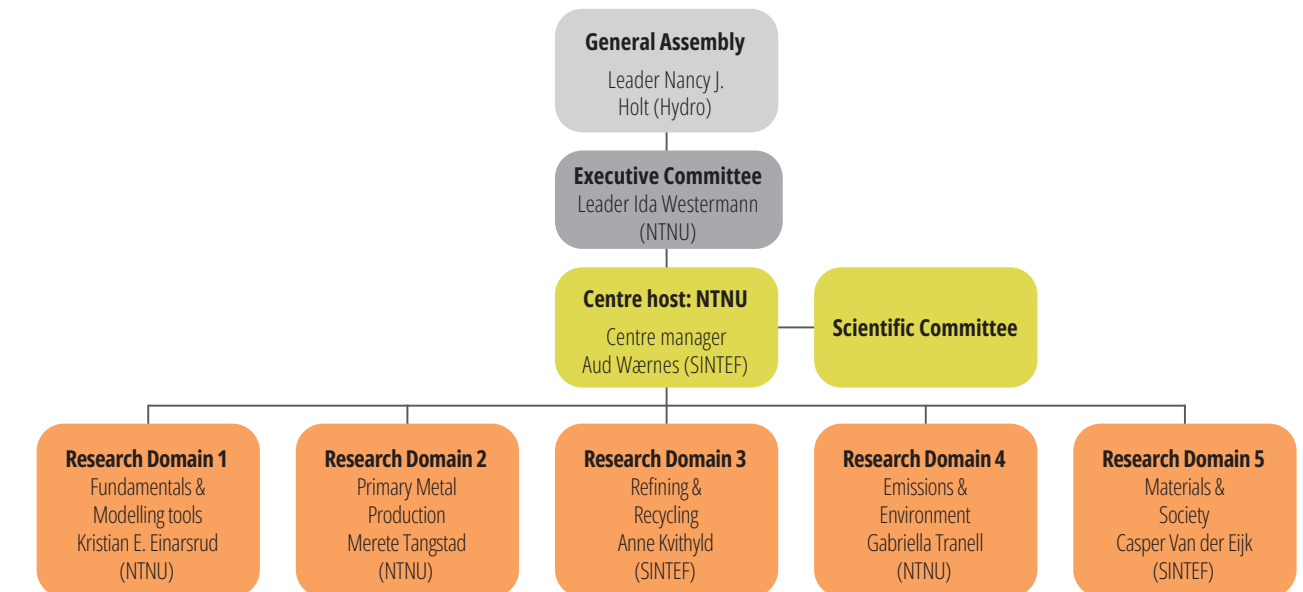 General Assembly
Leader Nancy J.
Holt (Hydro)
Executive Committee
Leader Ida Westermann
(NTNU)
Centre host: NTNU
Centre manager
Aud Wærnes (SINTEF)
Scientific Committee
Research Domain 1
Fundamentals &
Modelling tools
Kristian E. Einarsrud
(NTNU)
Research Domain 2
Primary Metal
Production
Merete Tangstad
(NTNU)
Research Domain 3
Refining &
Recycling
Anne Kvithyld
(SINTEF)
Research Domain 4
Emissions &
Environment
Gabriella Tranell
(NTNU)
Research Domain 5
Materials &
Society
Casper Van der Eijk
(SINTEF)